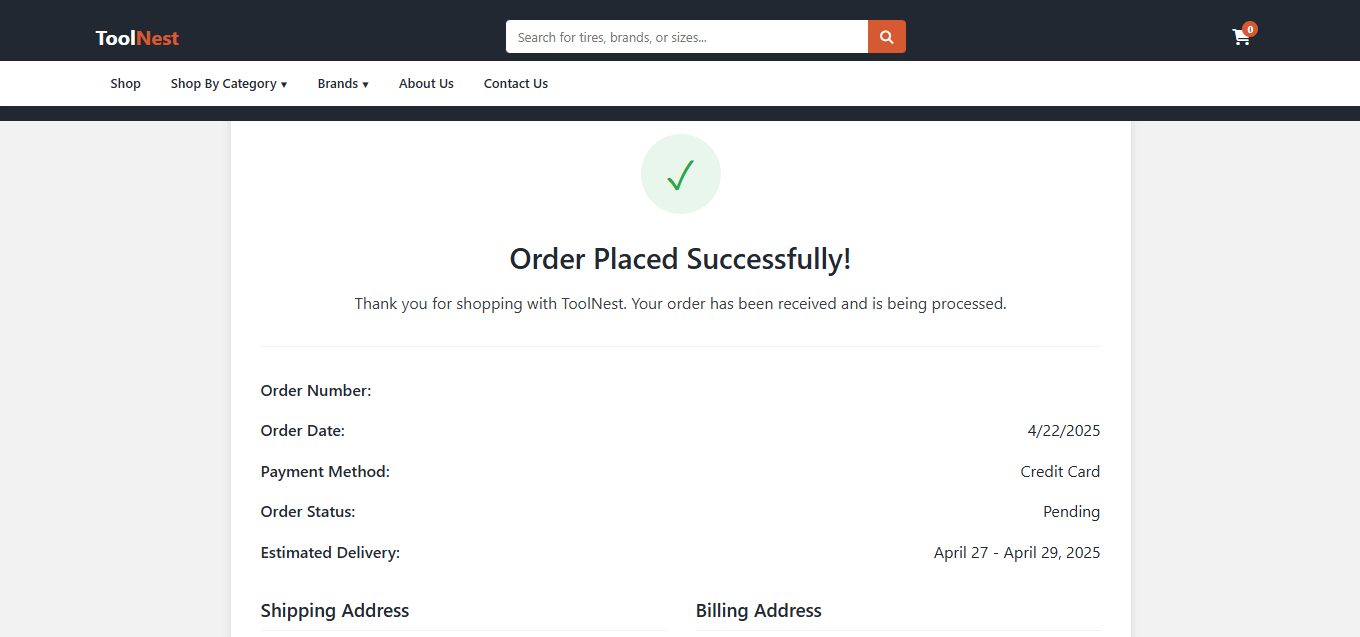 ToolNest
Search for tires, brands, or sizes...
0
Shop Shop By Category ▾ Brands ▾ About Us Contact Us
Order Placed Successfully!
Thank you for shopping with ToolNest. Your order has been received and is being processed.
Order Number:
Order Date: 4/22/2025
Payment Method: Credit Card
Order Status: Pending
Estimated Delivery: April 27 - April 29, 2025
Shipping Address Billing Address